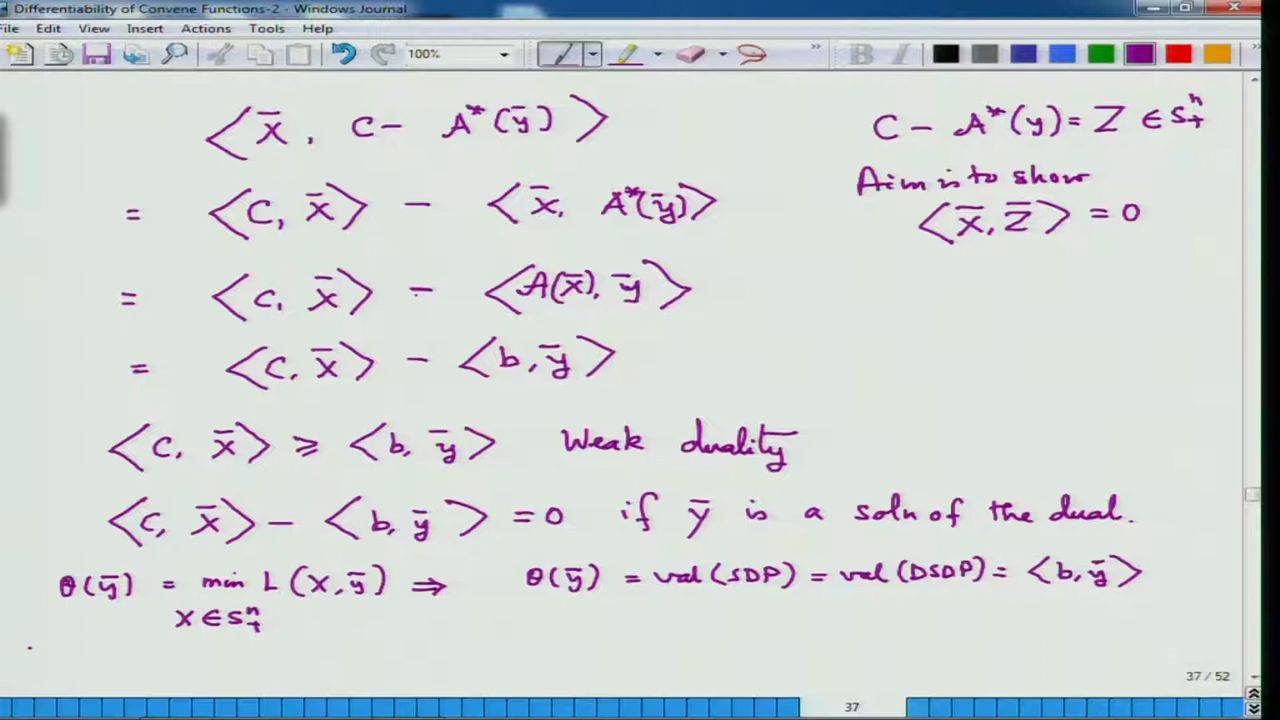 Differentiability of Convene Functions-2 - Windows Journal
File Edit View Insert Actions Tools Help
100%
⟨x̄, C - A*(ȳ)⟩
= ⟨C, x̄⟩ - ⟨x̄, A*(ȳ)⟩
= ⟨C, x̄⟩ - ⟨A(x̄), ȳ⟩
= ⟨C, x̄⟩ - ⟨b, ȳ⟩
C - A*(y) = Z ∈ S₊ⁿ
Aim is to show
⟨x̄, Z̄⟩ = 0
⟨C, x̄⟩ ≥ ⟨b, ȳ⟩ Weak duality
⟨C, x̄⟩ - ⟨b, ȳ⟩ = 0 if ȳ is a soln of the dual.
θ(ȳ) = min L(X, ȳ) ⇒ θ(ȳ) = val(SDP) = val(DSDP) = ⟨b, ȳ⟩
X ∈ S₊ⁿ
37 / 52
37